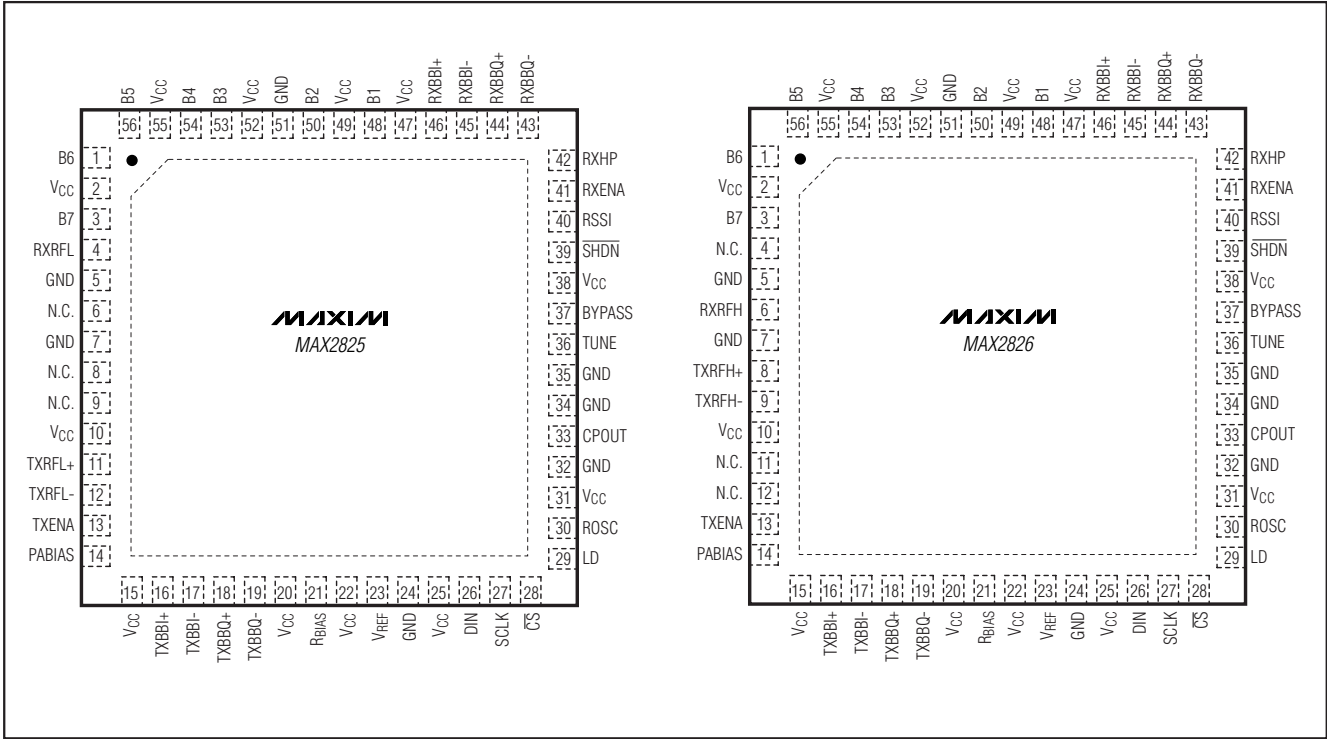 B5 VCC B4 B3 VCC GND B2 VCC B1 VCC RXBBI+ RXBBI- RXBBQ+ RXBBQ-
56 55 54 53 52 51 50 49 48 47 46 45 44 43
B6 1 42 RXHP
VCC 2 41 RXENA
B7 3 40 RSSI
RXRFL 4 39 SHDN
GND 5 38 VCC
N.C. 6 37 BYPASS
GND 7 36 TUNE
N.C. 8 35 GND
N.C. 9 34 GND
VCC 10 33 CPOUT
TXRFL+ 11 32 GND
TXRFL- 12 31 VCC
TXENA 13 30 ROSC
PABIAS 14 29 LD
MAXIM
MAX2825
15 16 17 18 19 20 21 22 23 24 25 26 27 28
VCC TXBBI+ TXBBI- TXBBQ+ TXBBQ- VCC RBIAS VCC VREF GND VCC DIN SCLK CS
B5 VCC B4 B3 VCC GND B2 VCC B1 VCC RXBBI+ RXBBI- RXBBQ+ RXBBQ-
56 55 54 53 52 51 50 49 48 47 46 45 44 43
B6 1 42 RXHP
VCC 2 41 RXENA
B7 3 40 RSSI
N.C. 4 39 SHDN
GND 5 38 VCC
RXRFH 6 37 BYPASS
GND 7 36 TUNE
TXRFH+ 8 35 GND
TXRFH- 9 34 GND
VCC 10 33 CPOUT
N.C. 11 32 GND
N.C. 12 31 VCC
TXENA 13 30 ROSC
PABIAS 14 29 LD
MAXIM
MAX2826
15 16 17 18 19 20 21 22 23 24 25 26 27 28
VCC TXBBI+ TXBBI- TXBBQ+ TXBBQ- VCC RBIAS VCC VREF GND VCC DIN SCLK CS